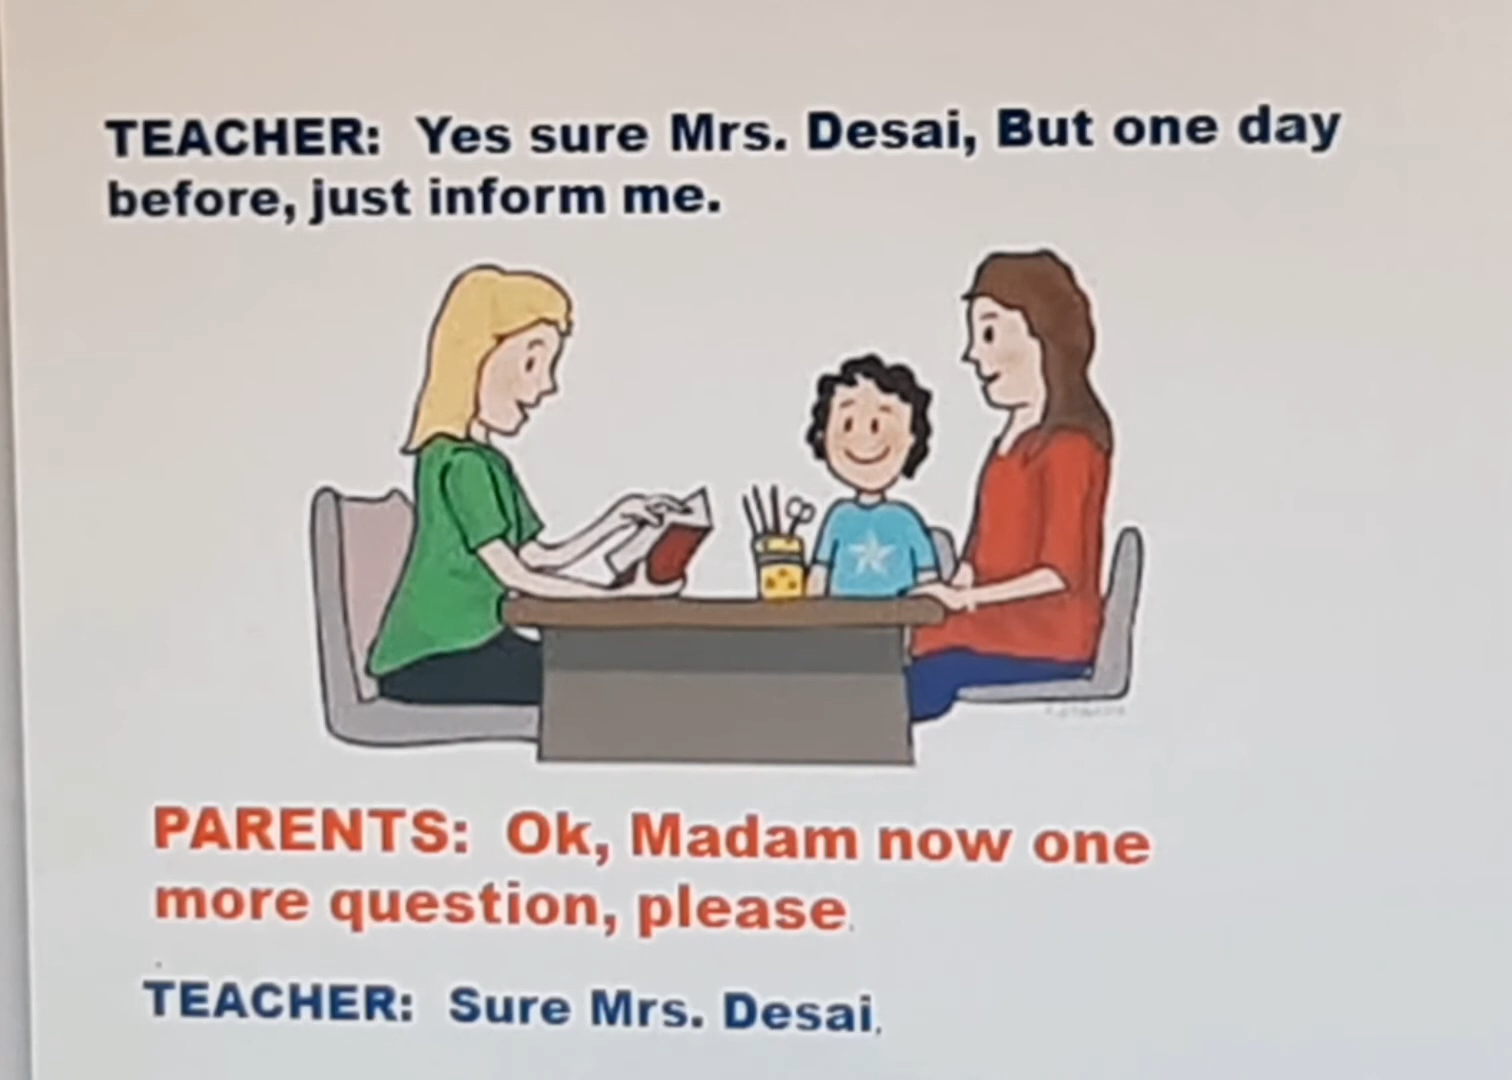 TEACHER: Yes sure Mrs. Desai, But one day
before, just inform me.
PARENTS: Ok, Madam now one
more question, please.
TEACHER: Sure Mrs. Desai.